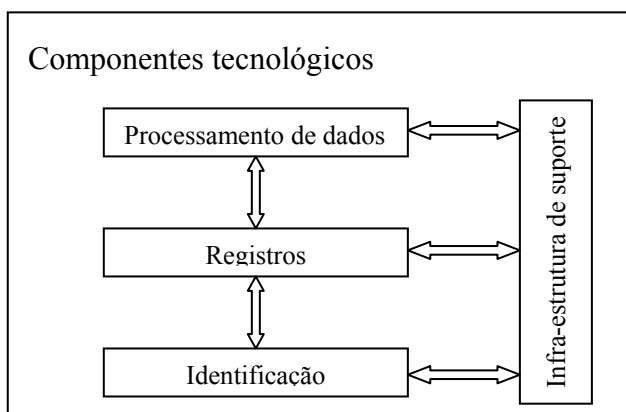 Componentes tecnológicos
Processamento de dados
Registros
Identificação
Infra-estrutura de suporte